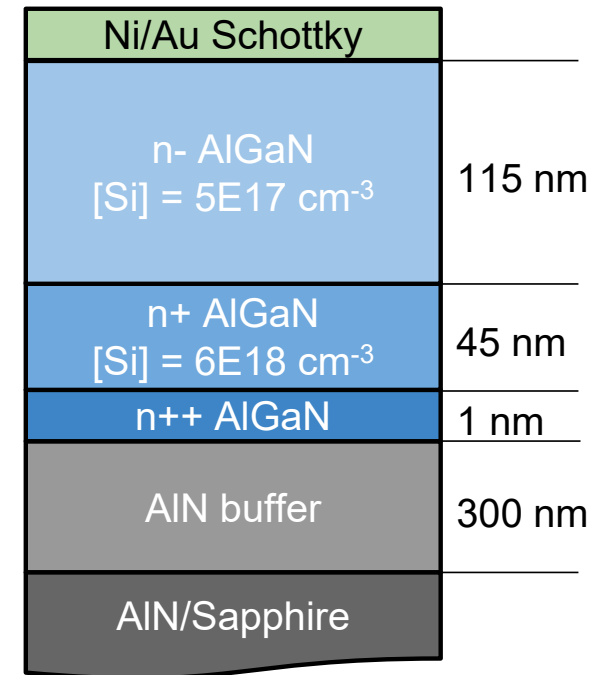 Ni/Au Schottky
n- AlGaN
[Si] = 5E17 cm⁻³
115 nm
n+ AlGaN
[Si] = 6E18 cm⁻³
45 nm
n++ AlGaN
1 nm
AlN buffer
300 nm
AlN/Sapphire